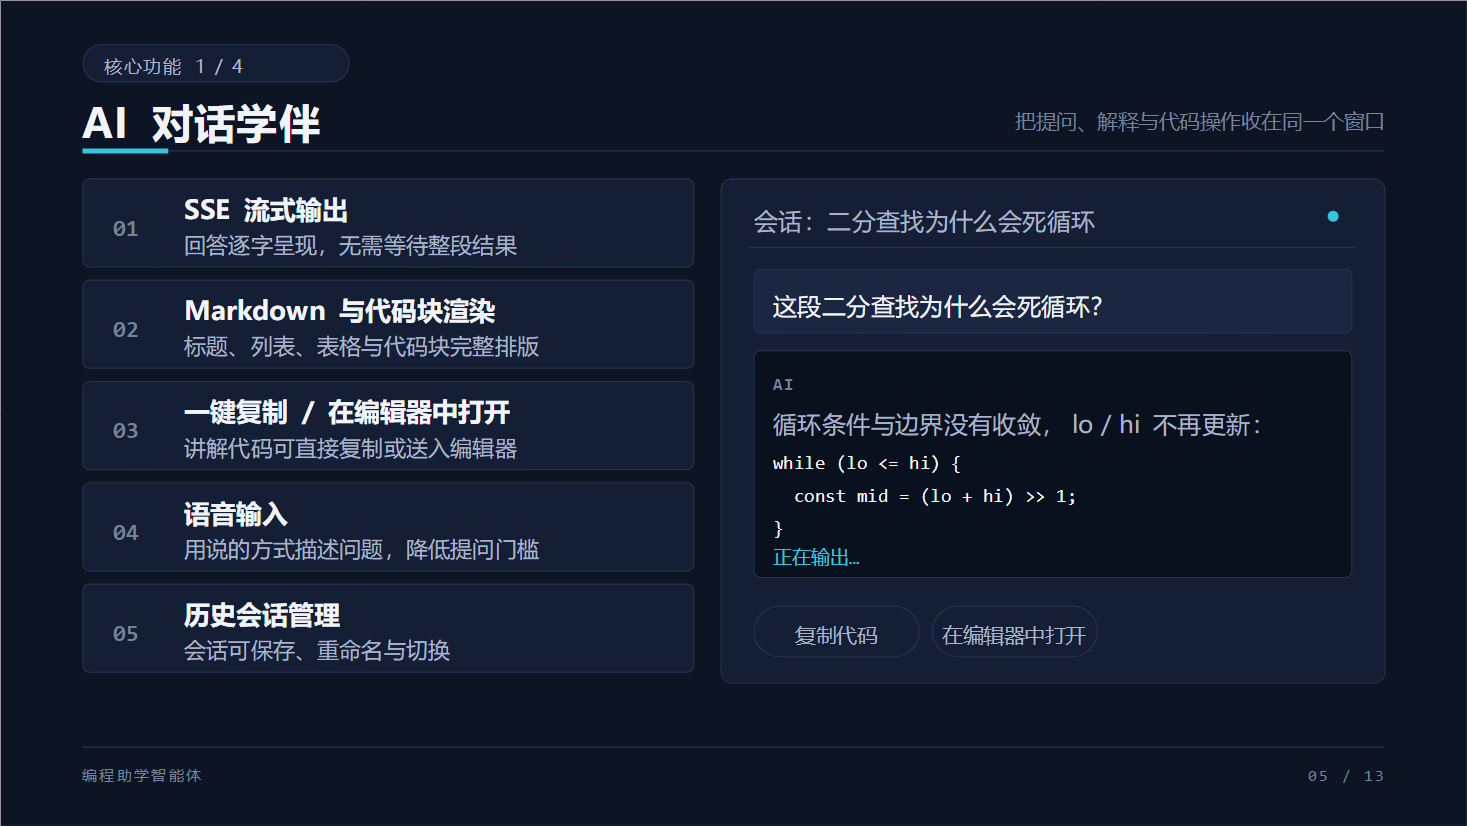 核心功能 1 / 4
AI 对话学伴
把提问、解释与代码操作收在同一个窗口
01
SSE 流式输出
回答逐字呈现，无需等待整段结果
02
Markdown 与代码块渲染
标题、列表、表格与代码块完整排版
03
一键复制 / 在编辑器中打开
讲解代码可直接复制或送入编辑器
04
语音输入
用说的方式描述问题，降低提问门槛
05
历史会话管理
会话可保存、重命名与切换
会话：二分查找为什么会死循环
这段二分查找为什么会死循环？
AI
循环条件与边界没有收敛， lo / hi 不再更新：
while (lo <= hi) {
  const mid = (lo + hi) >> 1;
}
正在输出…
复制代码
在编辑器中打开
编程助学智能体
05 / 13